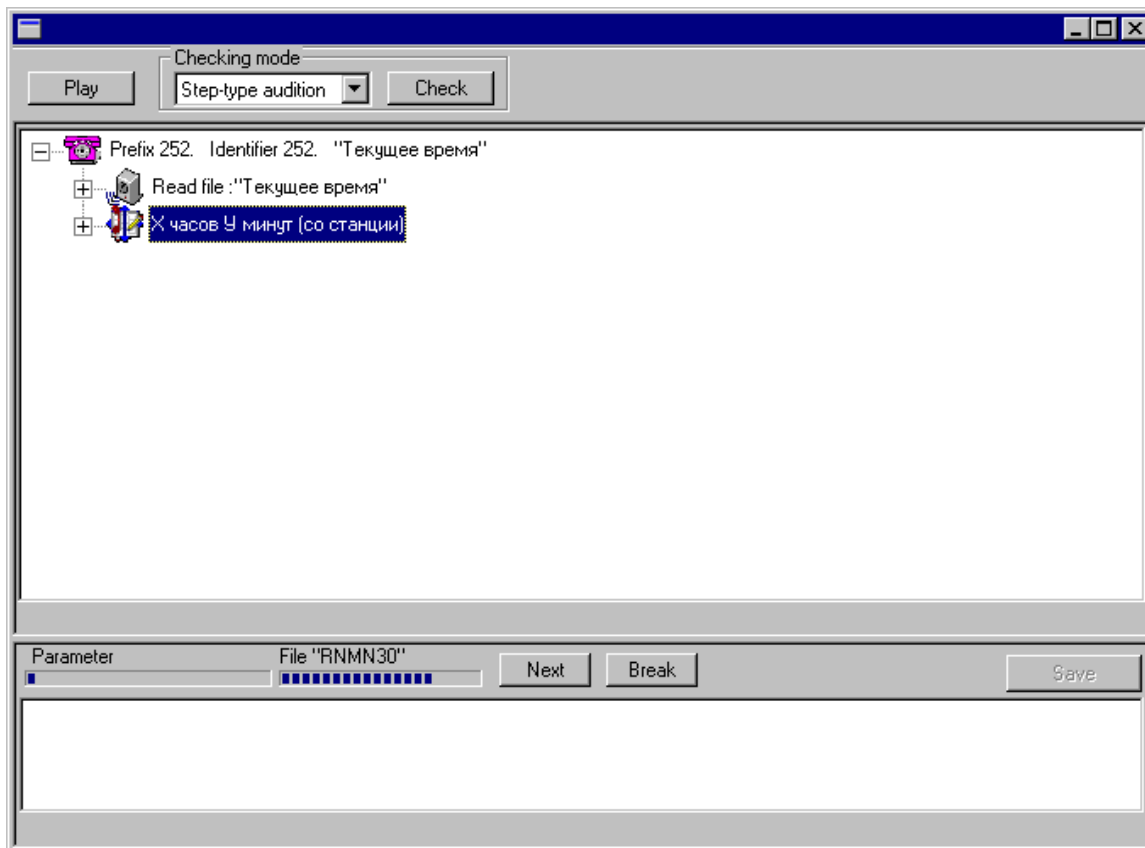 Checking mode
Play
Step-type audition
Check
Prefix 252. Identifier 252. "Текущее время"
Read file :"Текущее время"
Х часов У минут (со станции)
Parameter
File "RNMN30"
Next
Break
Save